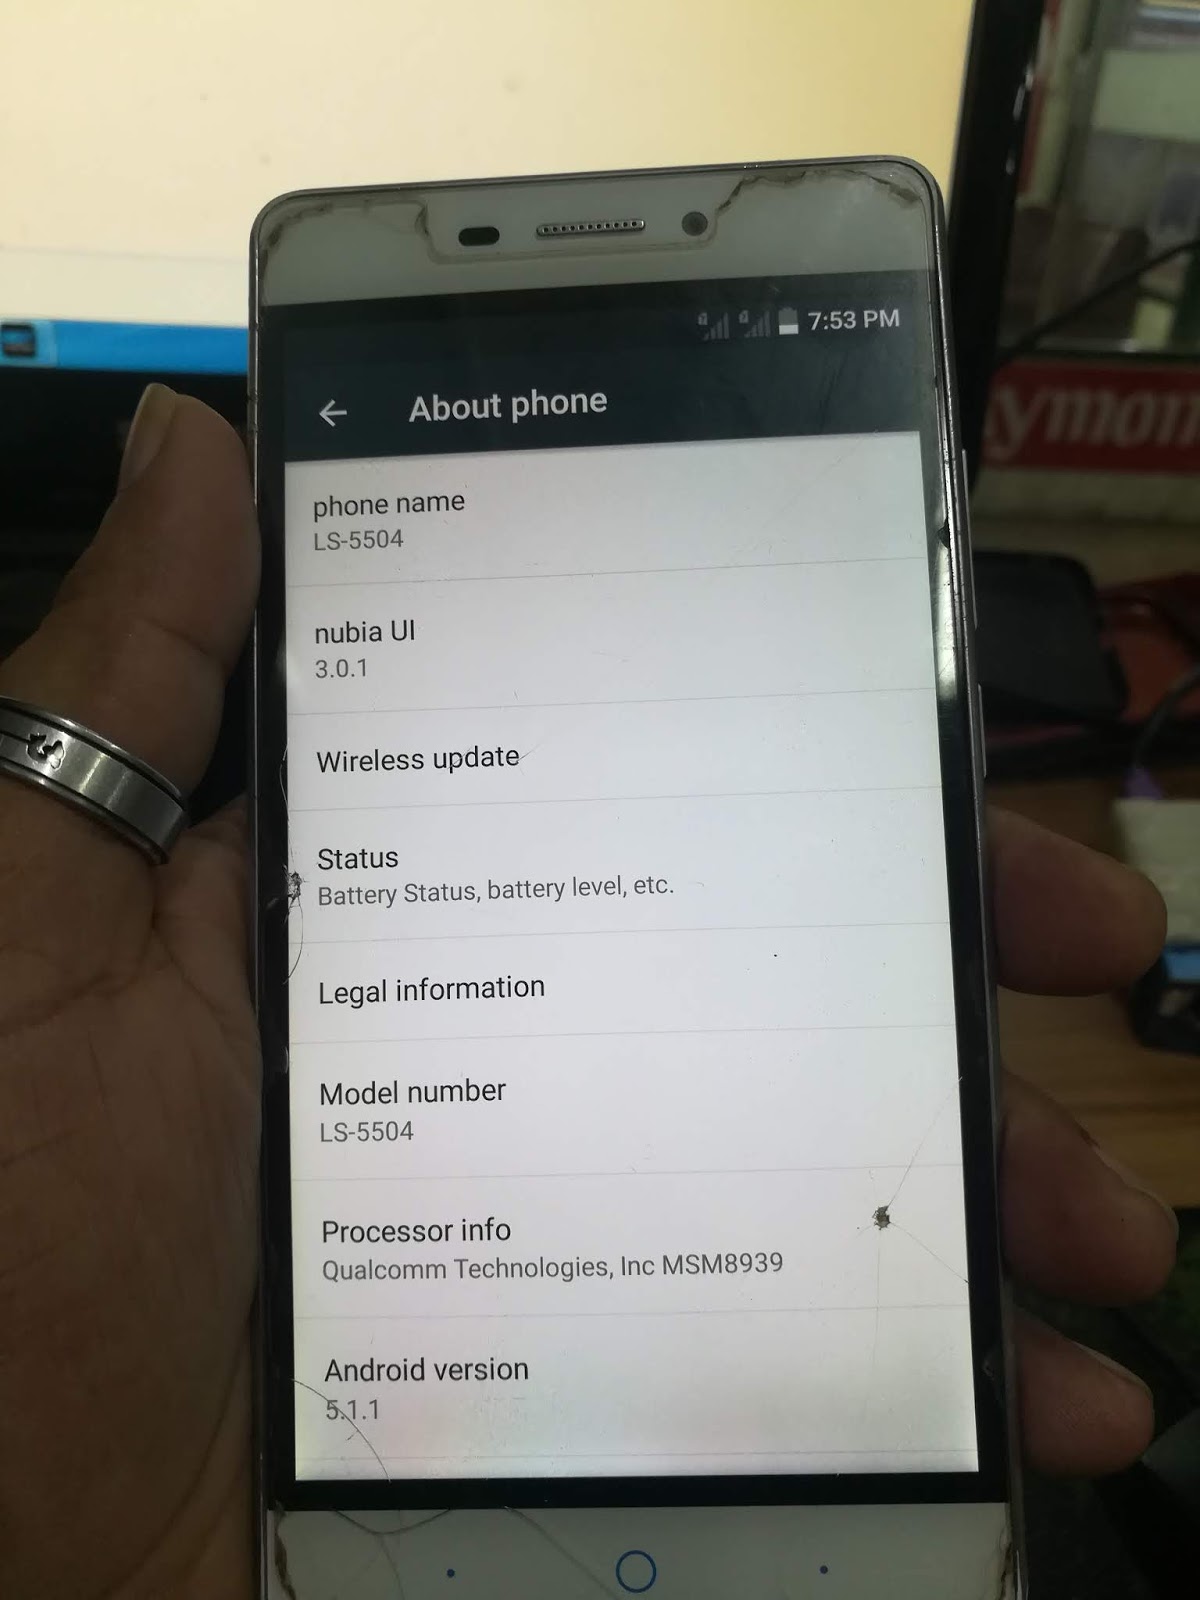 7:53 PM
About phone
phone name
LS-5504
nubia UI
3.0.1
Wireless update
Status
Battery Status, battery level, etc.
Legal information
Model number
LS-5504
Processor info
Qualcomm Technologies, Inc MSM8939
Android version
5.1.1